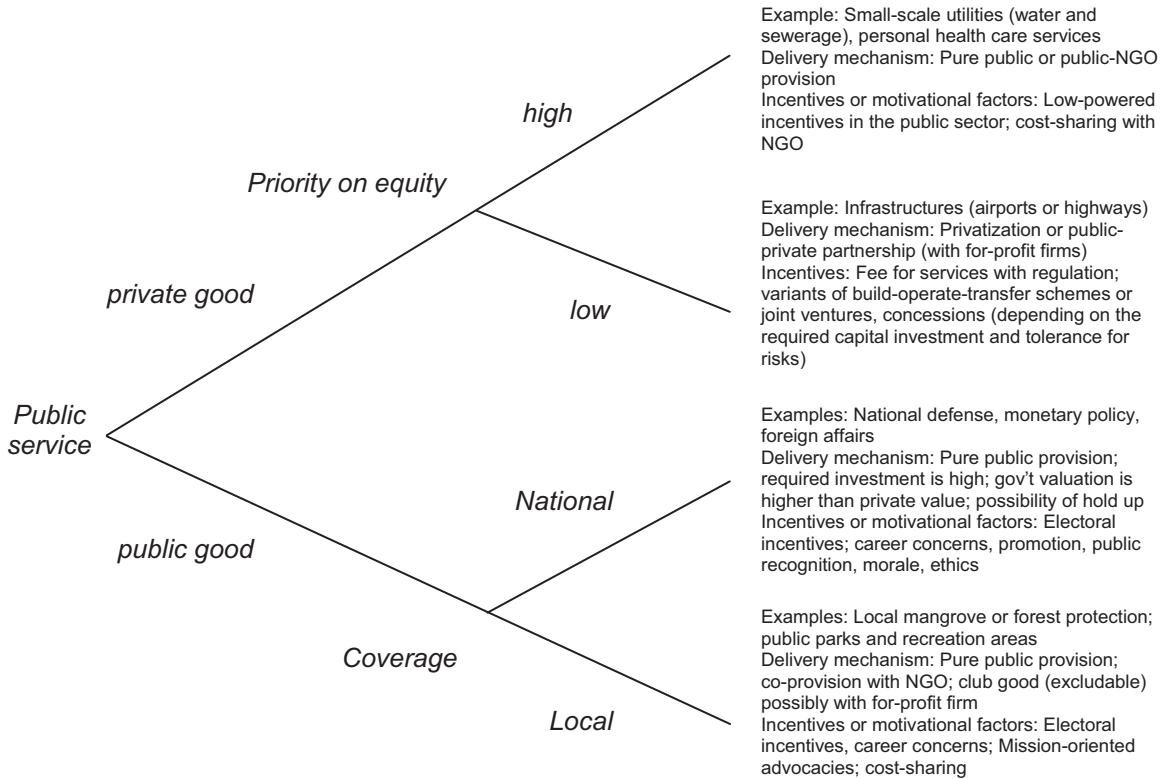 Example: Small-scale utilities (water and
sewerage), personal health care services
Delivery mechanism: Pure public or public-NGO
provision
Incentives or motivational factors: Low-powered
incentives in the public sector; cost-sharing with
NGO
high
Priority on equity
Example: Infrastructures (airports or highways)
Delivery mechanism: Privatization or public-
private partnership (with for-profit firms)
Incentives: Fee for services with regulation;
variants of build-operate-transfer schemes or
joint ventures, concessions (depending on the
required capital investment and tolerance for
risks)
private good
low
Public
service
Examples: National defense, monetary policy,
foreign affairs
Delivery mechanism: Pure public provision;
required investment is high; gov't valuation is
higher than private value; possibility of hold up
Incentives or motivational factors: Electoral
incentives; career concerns, promotion, public
recognition, morale, ethics
National
public good
Examples: Local mangrove or forest protection;
public parks and recreation areas
Delivery mechanism: Pure public provision;
co-provision with NGO; club good (excludable)
possibly with for-profit firm
Incentives or motivational factors: Electoral
incentives, career concerns; Mission-oriented
advocacies; cost-sharing
Coverage
Local